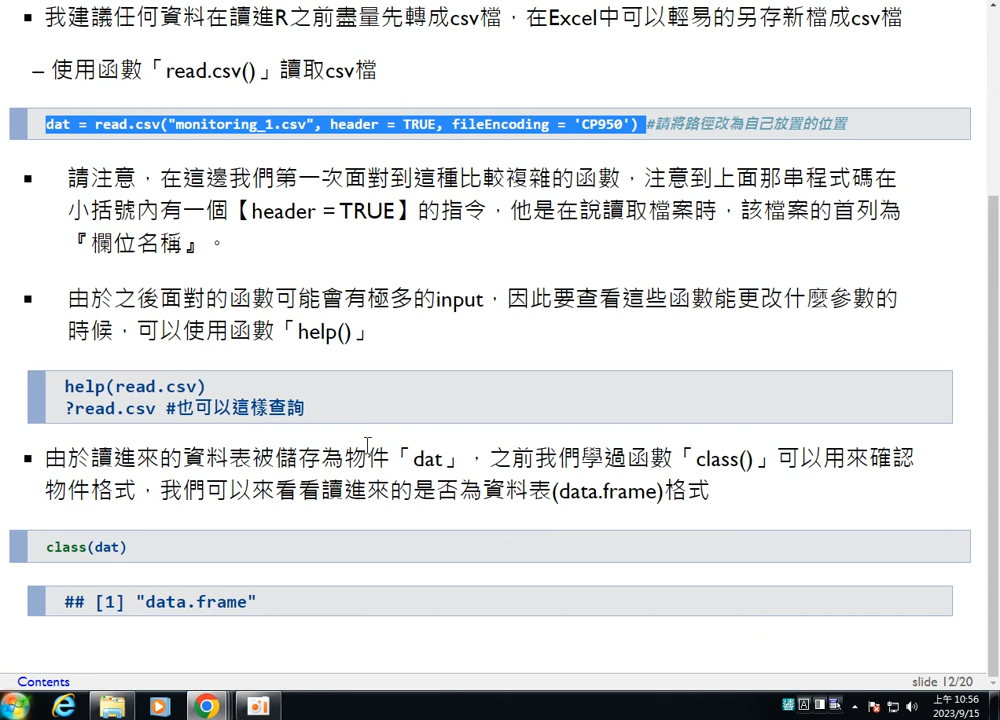 ▪ 我建議任何資料在讀進R之前盡量先轉成csv檔，在Excel中可以輕易的另存新檔成csv檔
– 使用函數「read.csv()」讀取csv檔
dat = read.csv("monitoring_1.csv", header = TRUE, fileEncoding = 'CP950') #請將路徑改為自己放置的位置
▪ 請注意，在這邊我們第一次面對到這種比較複雜的函數，注意到上面那串程式碼在
小括號內有一個【header = TRUE】的指令，他是在說讀取檔案時，該檔案的首列為
『欄位名稱』。
▪ 由於之後面對的函數可能會有極多的input，因此要查看這些函數能更改什麼參數的
時候，可以使用函數「help()」
help(read.csv)
?read.csv #也可以這樣查詢
▪ 由於讀進來的資料表被儲存為物件「dat」，之前我們學過函數「class()」可以用來確認
物件格式，我們可以來看看讀進來的是否為資料表(data.frame)格式
class(dat)
## [1] "data.frame"
Contents
slide 12/20
上午 10:56
2023/9/15